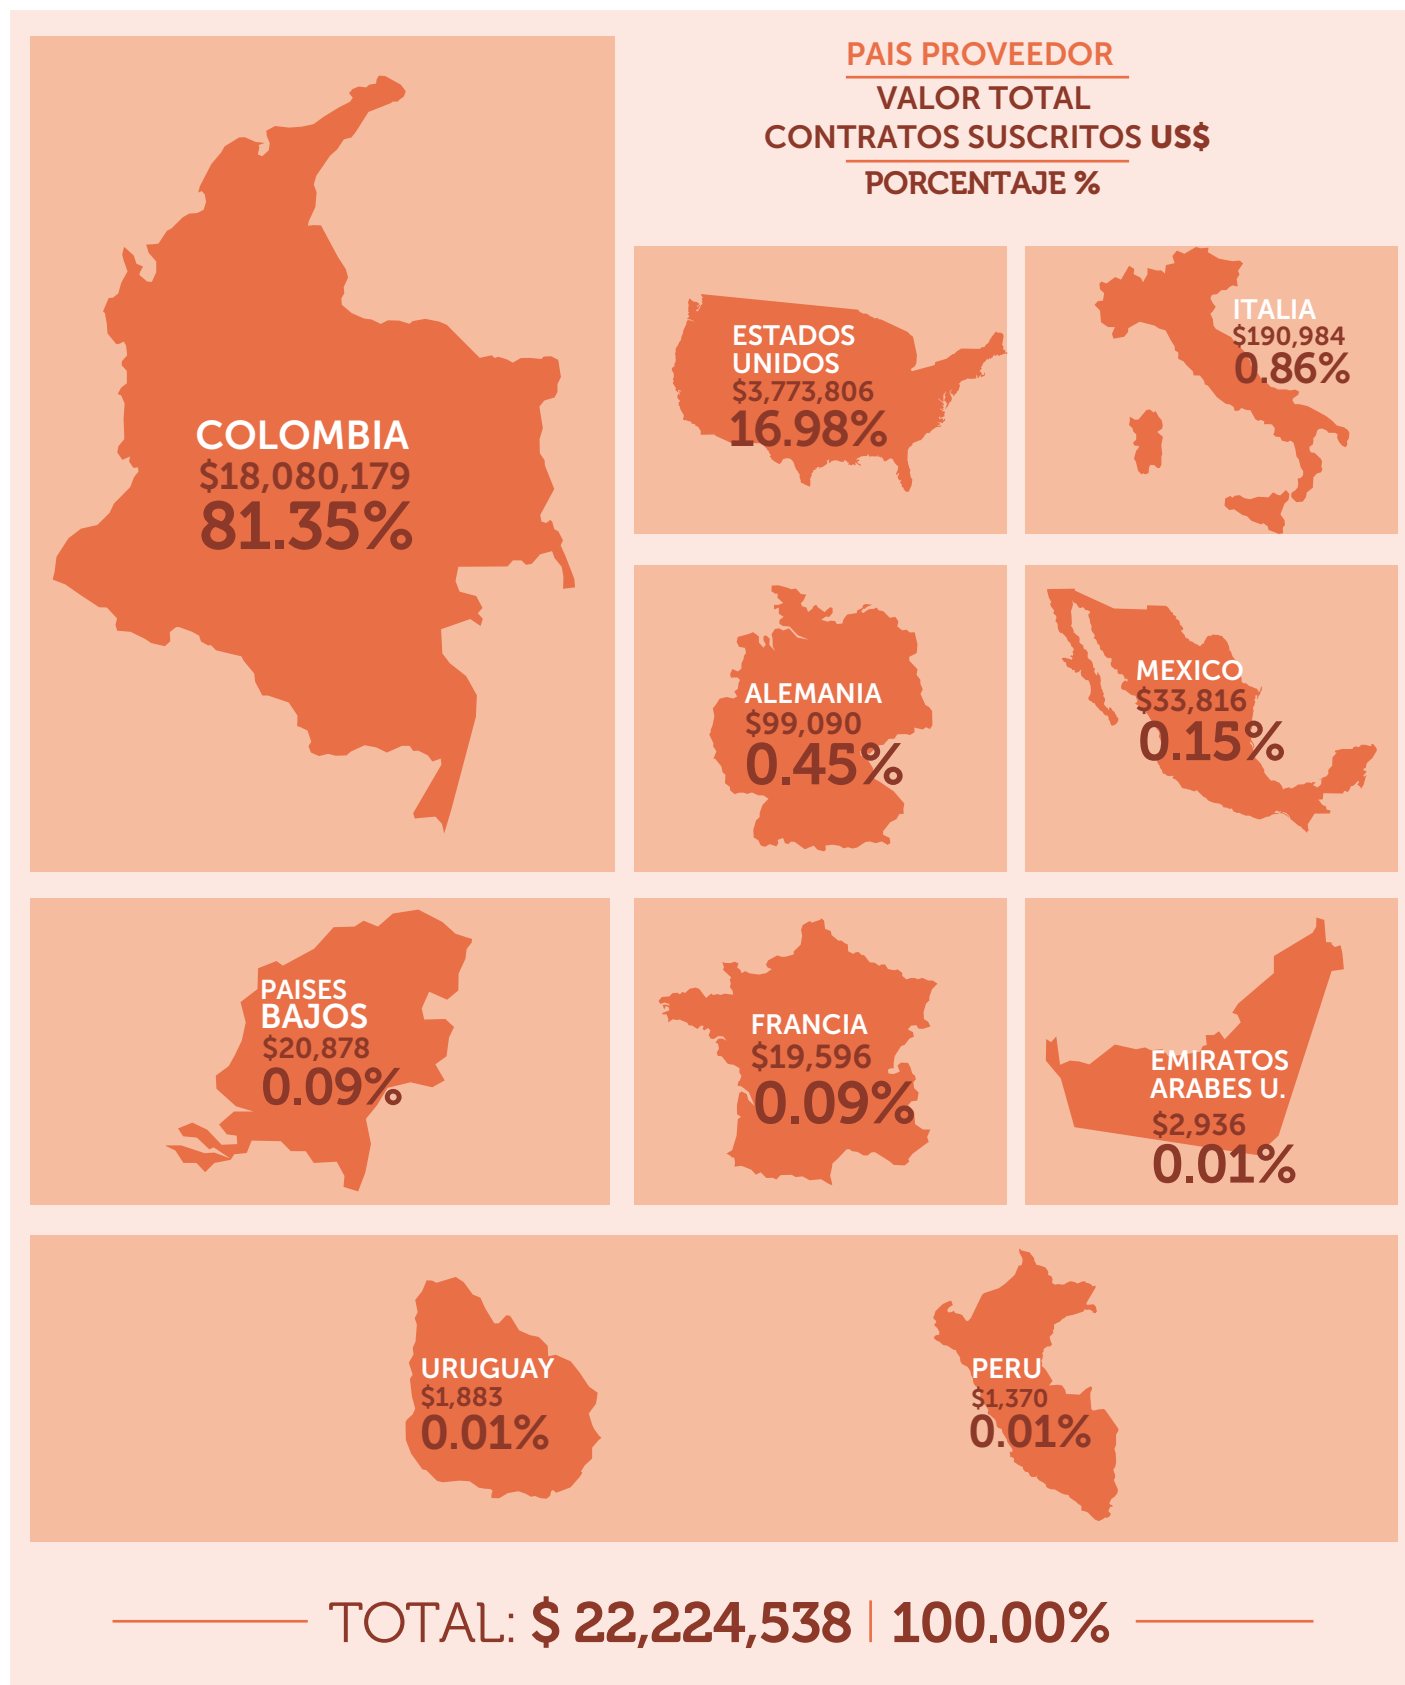 PAIS PROVEEDOR
VALOR TOTAL
CONTRATOS SUSCRITOS US$
PORCENTAJE %
COLOMBIA
$18,080,179
81.35%
ESTADOS
UNIDOS
$3,773,806
16.98%
ITALIA
$190,984
0.86%
ALEMANIA
$99,090
0.45%
MEXICO
$33,816
0.15%
PAISES
BAJOS
$20,878
0.09%
FRANCIA
$19,596
0.09%
EMIRATOS
ARABES U.
$2,936
0.01%
URUGUAY
$1,883
0.01%
PERU
$1,370
0.01%
TOTAL: $ 22,224,538 | 100.00%